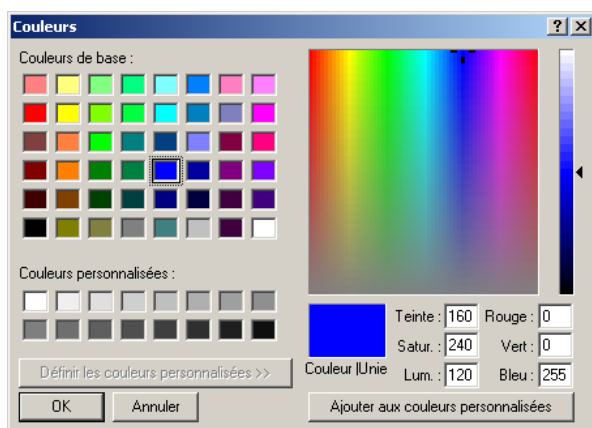 Couleurs
Couleurs de base :
Couleurs personnalisées :
Définir les couleurs personnalisées >>
OK Annuler
Teinte : 160 Rouge : 0
Satur. : 240 Vert : 0
Couleur |Unie Lum. : 120 Bleu : 255
Ajouter aux couleurs personnalisées